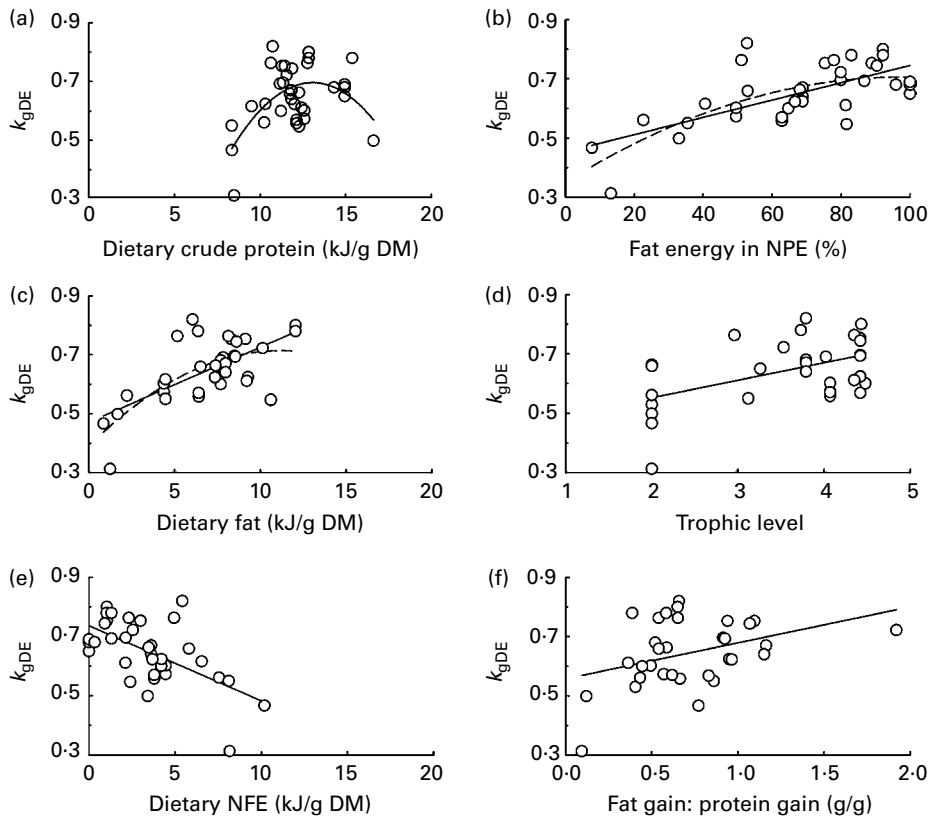 (a)
0·9
0·7
0·5
0·3
kgDE
0 5 10 15 20
Dietary crude protein (kJ/g DM)
(b)
0·9
0·7
0·5
0·3
kgDE
0 20 40 60 80 100
Fat energy in NPE (%)
(c)
0·9
0·7
0·5
0·3
kgDE
0 5 10 15 20
Dietary fat (kJ/g DM)
(d)
0·9
0·7
0·5
0·3
kgDE
1 2 3 4 5
Trophic level
(e)
0·9
0·7
0·5
0·3
kgDE
0 5 10 15 20
Dietary NFE (kJ/g DM)
(f)
0·9
0·7
0·5
0·3
kgDE
0·0 0·5 1·0 1·5 2·0
Fat gain: protein gain (g/g)